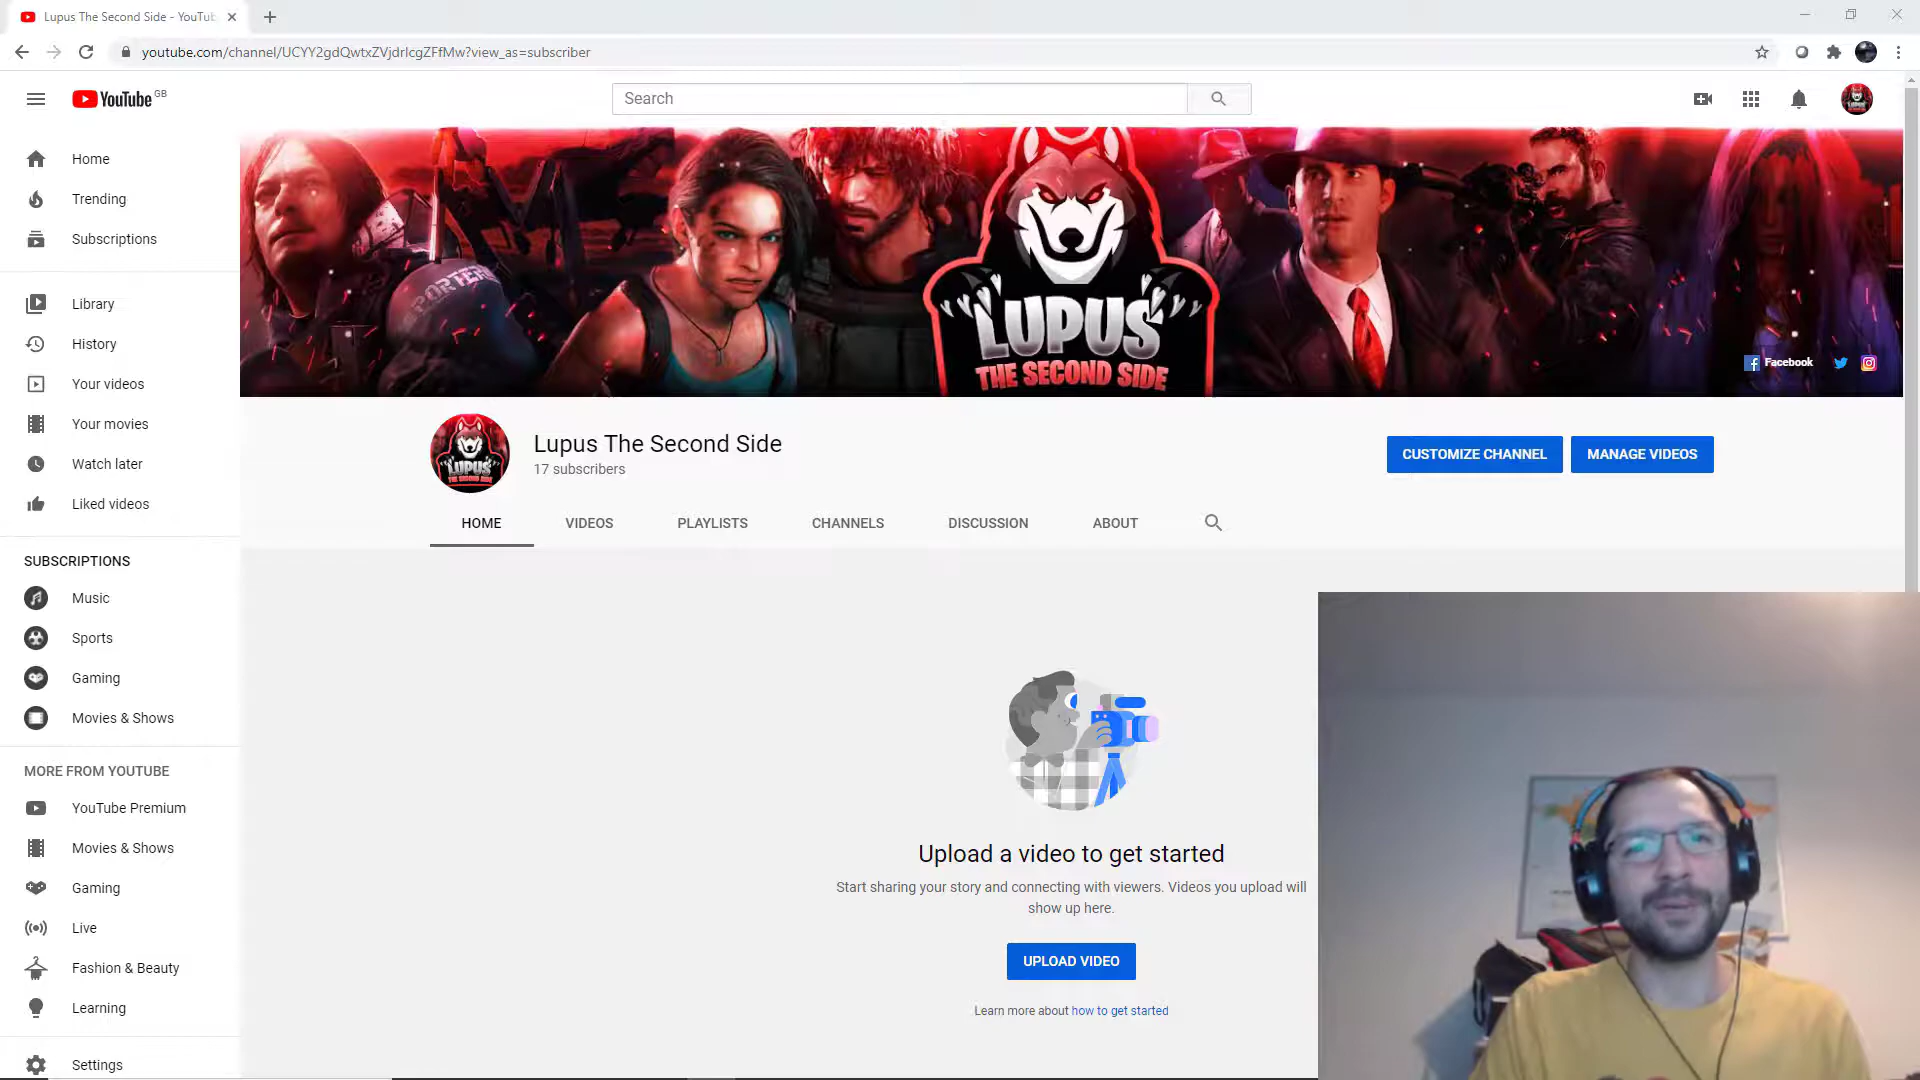 Lupus The Second Side - YouTub
youtube.com/channel/UCYY2gdQwtxZVjdrlcgZFfMw?view_as=subscriber
YouTube GB
Search
Home
Trending
Subscriptions
Library
History
Your videos
Your movies
Watch later
Liked videos
SUBSCRIPTIONS
Music
Sports
Gaming
Movies & Shows
MORE FROM YOUTUBE
YouTube Premium
Movies & Shows
Gaming
Live
Fashion & Beauty
Learning
Settings
PORTER
LUPUS
THE SECOND SIDE
Facebook
LUPUS
THE SECOND SIDE
Lupus The Second Side
17 subscribers
CUSTOMIZE CHANNEL
MANAGE VIDEOS
HOME
VIDEOS
PLAYLISTS
CHANNELS
DISCUSSION
ABOUT
Upload a video to get started
Start sharing your story and connecting with viewers. Videos you upload will
show up here.
UPLOAD VIDEO
Learn more about how to get started